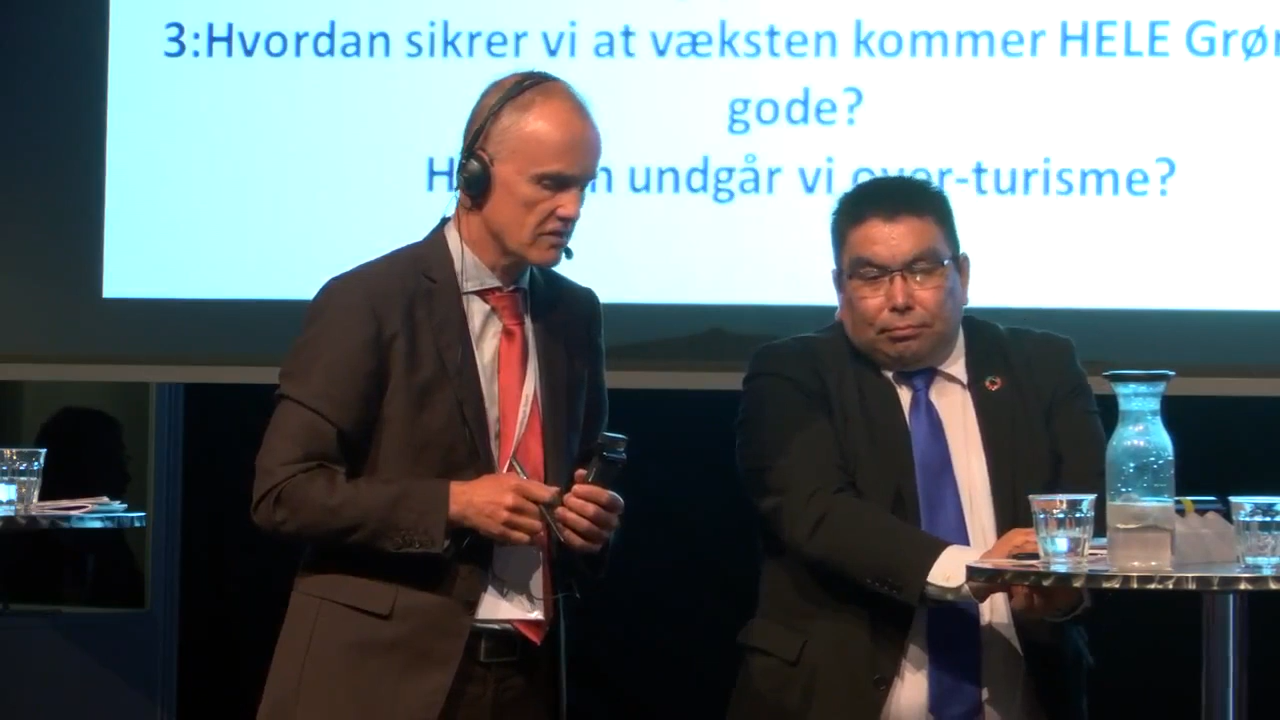 3:Hvordan sikrer vi at væksten kommer HELE
gode?
undgår vi over-turisme?